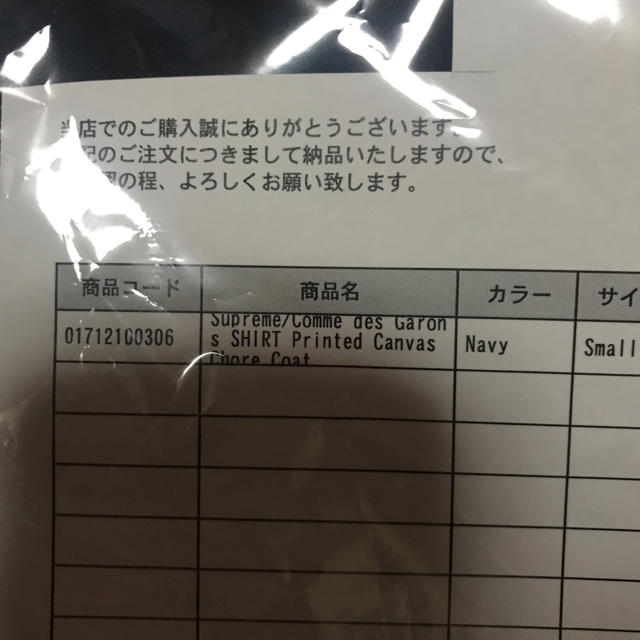 当店でのご購入誠にありがとうございます。
記のご注文につきまして納品いたしますので、
の程、よろしくお願い致します。
商品コード 商品名 カラー サイ
01712100306 Supreme/Comme des Garon
s SHIRT Printed Canvas
Chore Coat Navy Small